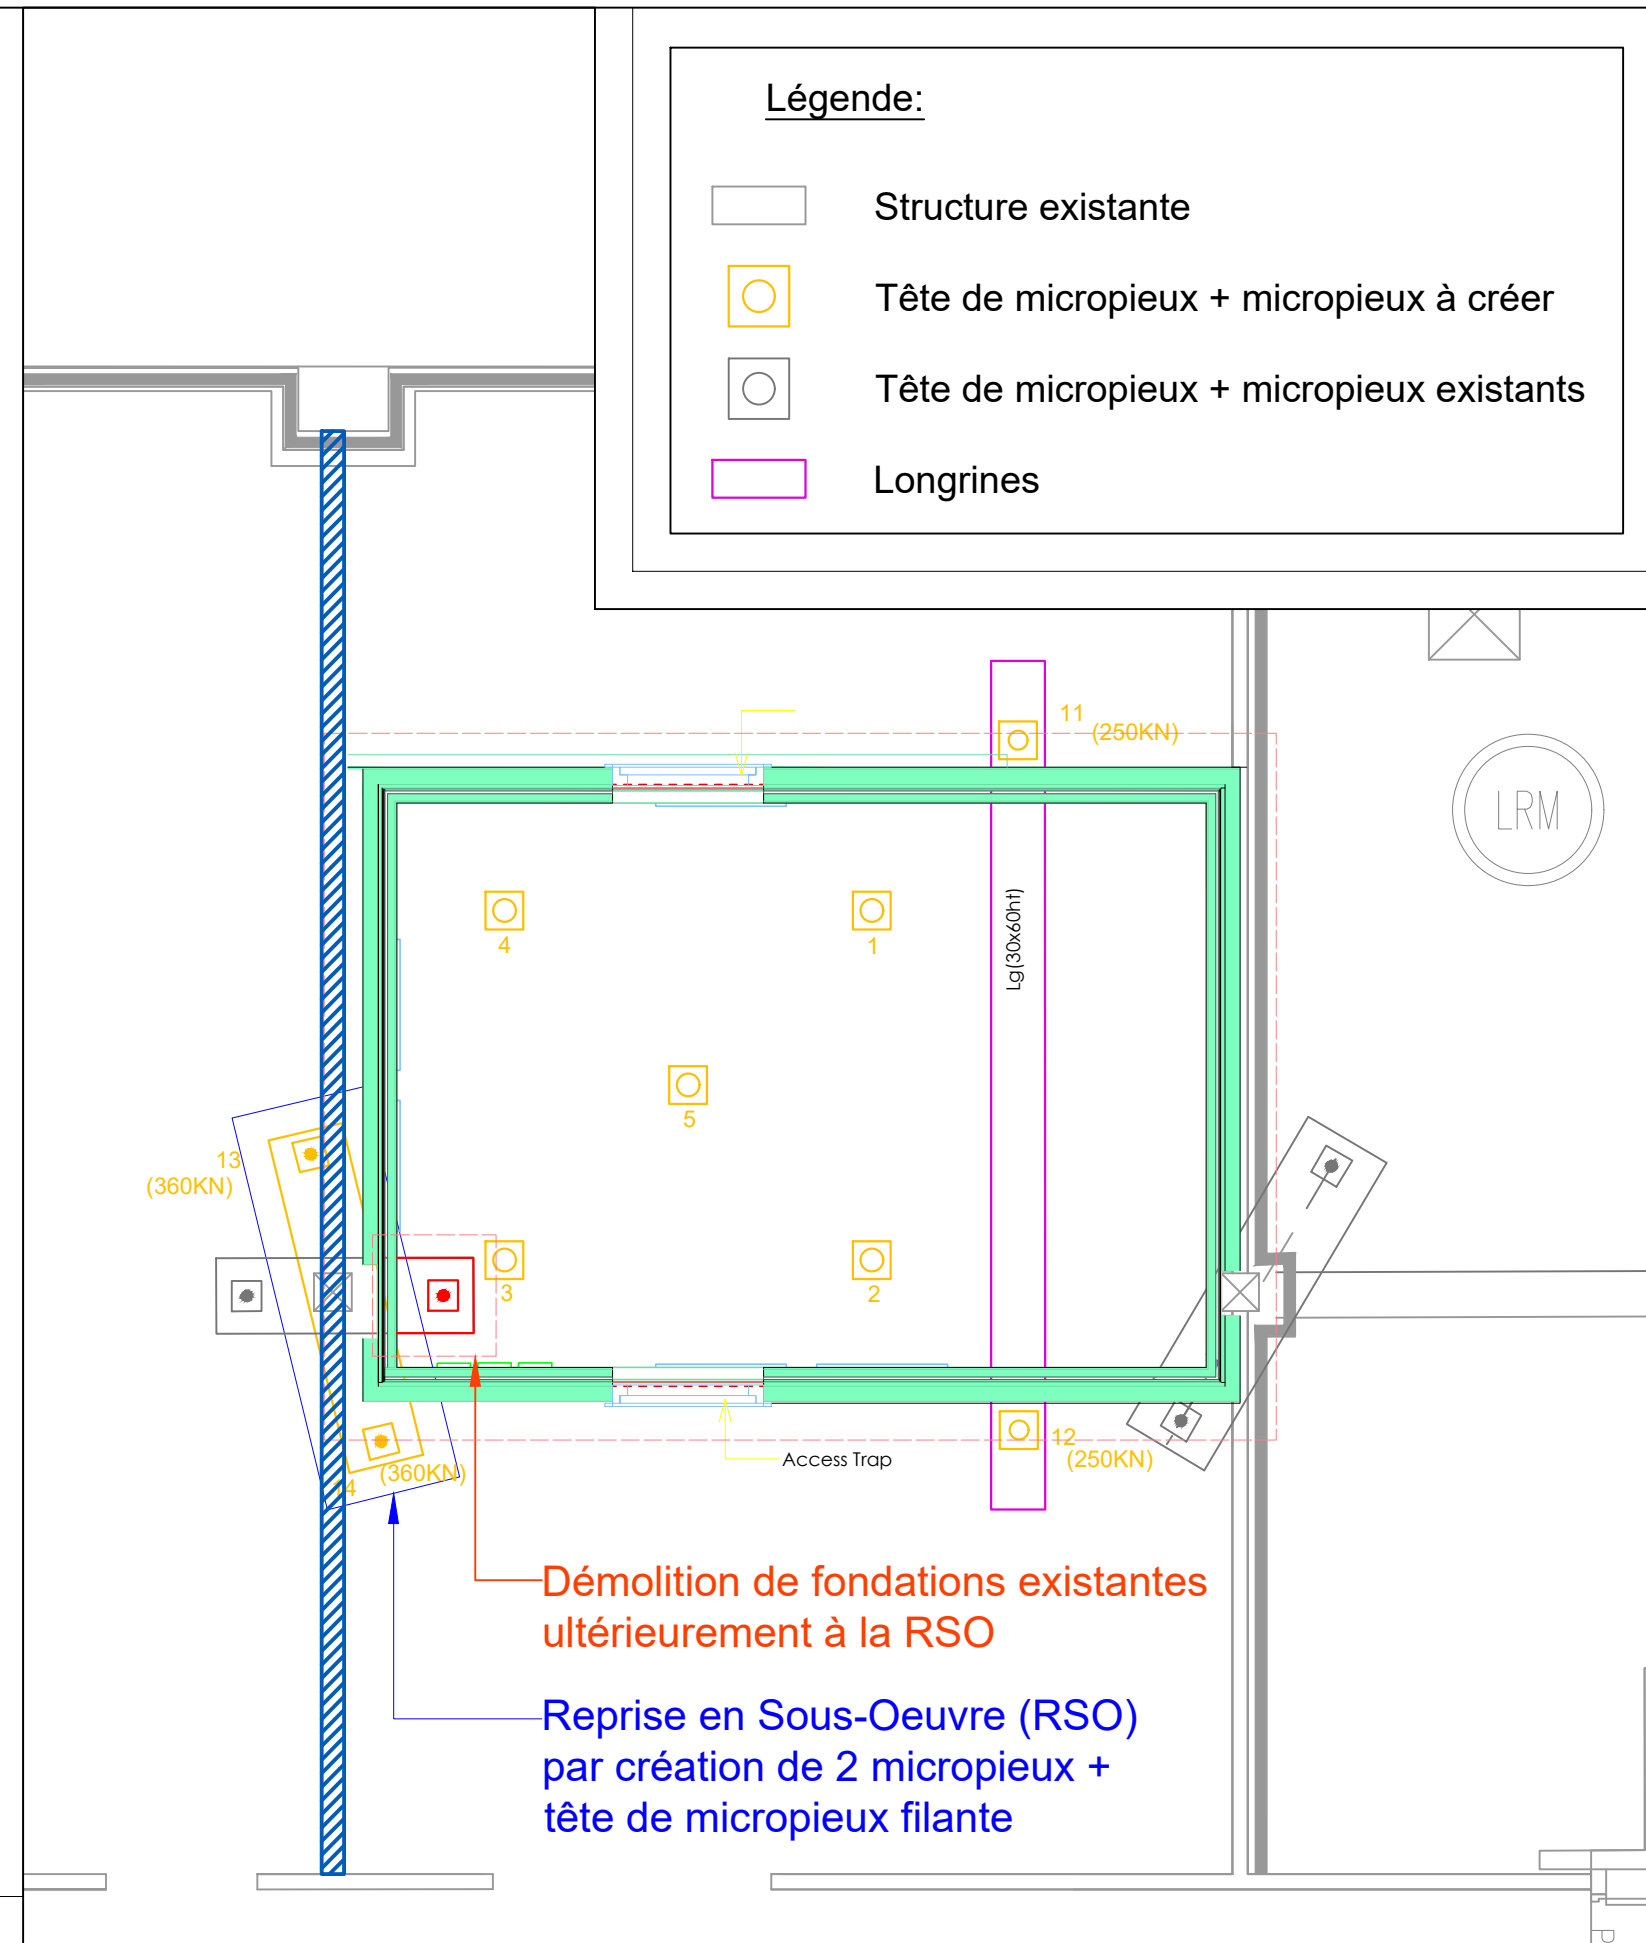 Légende:
Structure existante
Tête de micropieux + micropieux à créer
Tête de micropieux + micropieux existants
Longrines
11
(250KN)
LRM
Lg(30x60ht)
4
1
5
13
(360KN)
3
2
12
(250KN)
Access Trap
(360KN)
14
Démolition de fondations existantes
ultérieurement à la RSO
Reprise en Sous-Oeuvre (RSO)
par création de 2 micropieux +
tête de micropieux filante